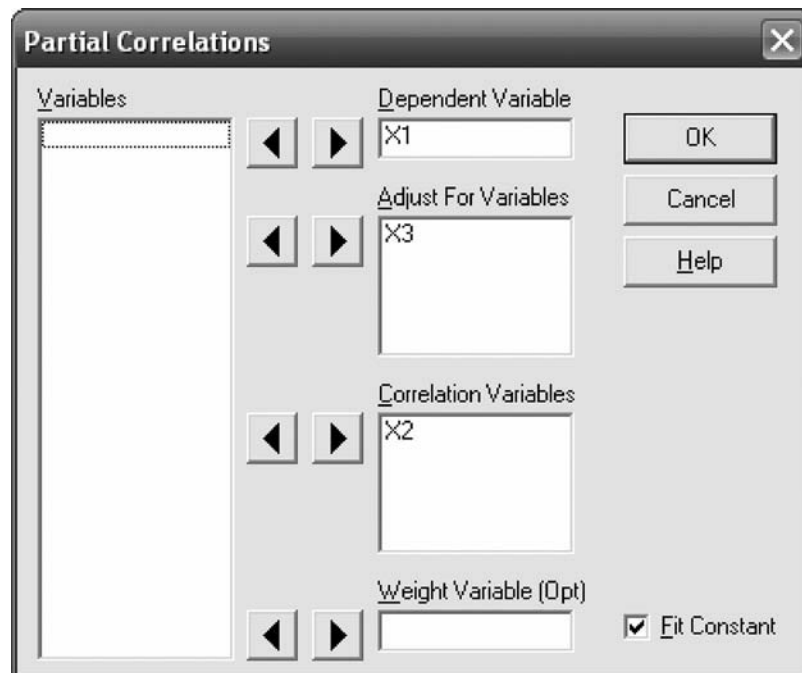 Partial Correlations
Variables
Dependent Variable
X1
OK
Adjust For Variables
Cancel
X3
Help
Correlation Variables
X2
Weight Variable (Opt)
Fit Constant